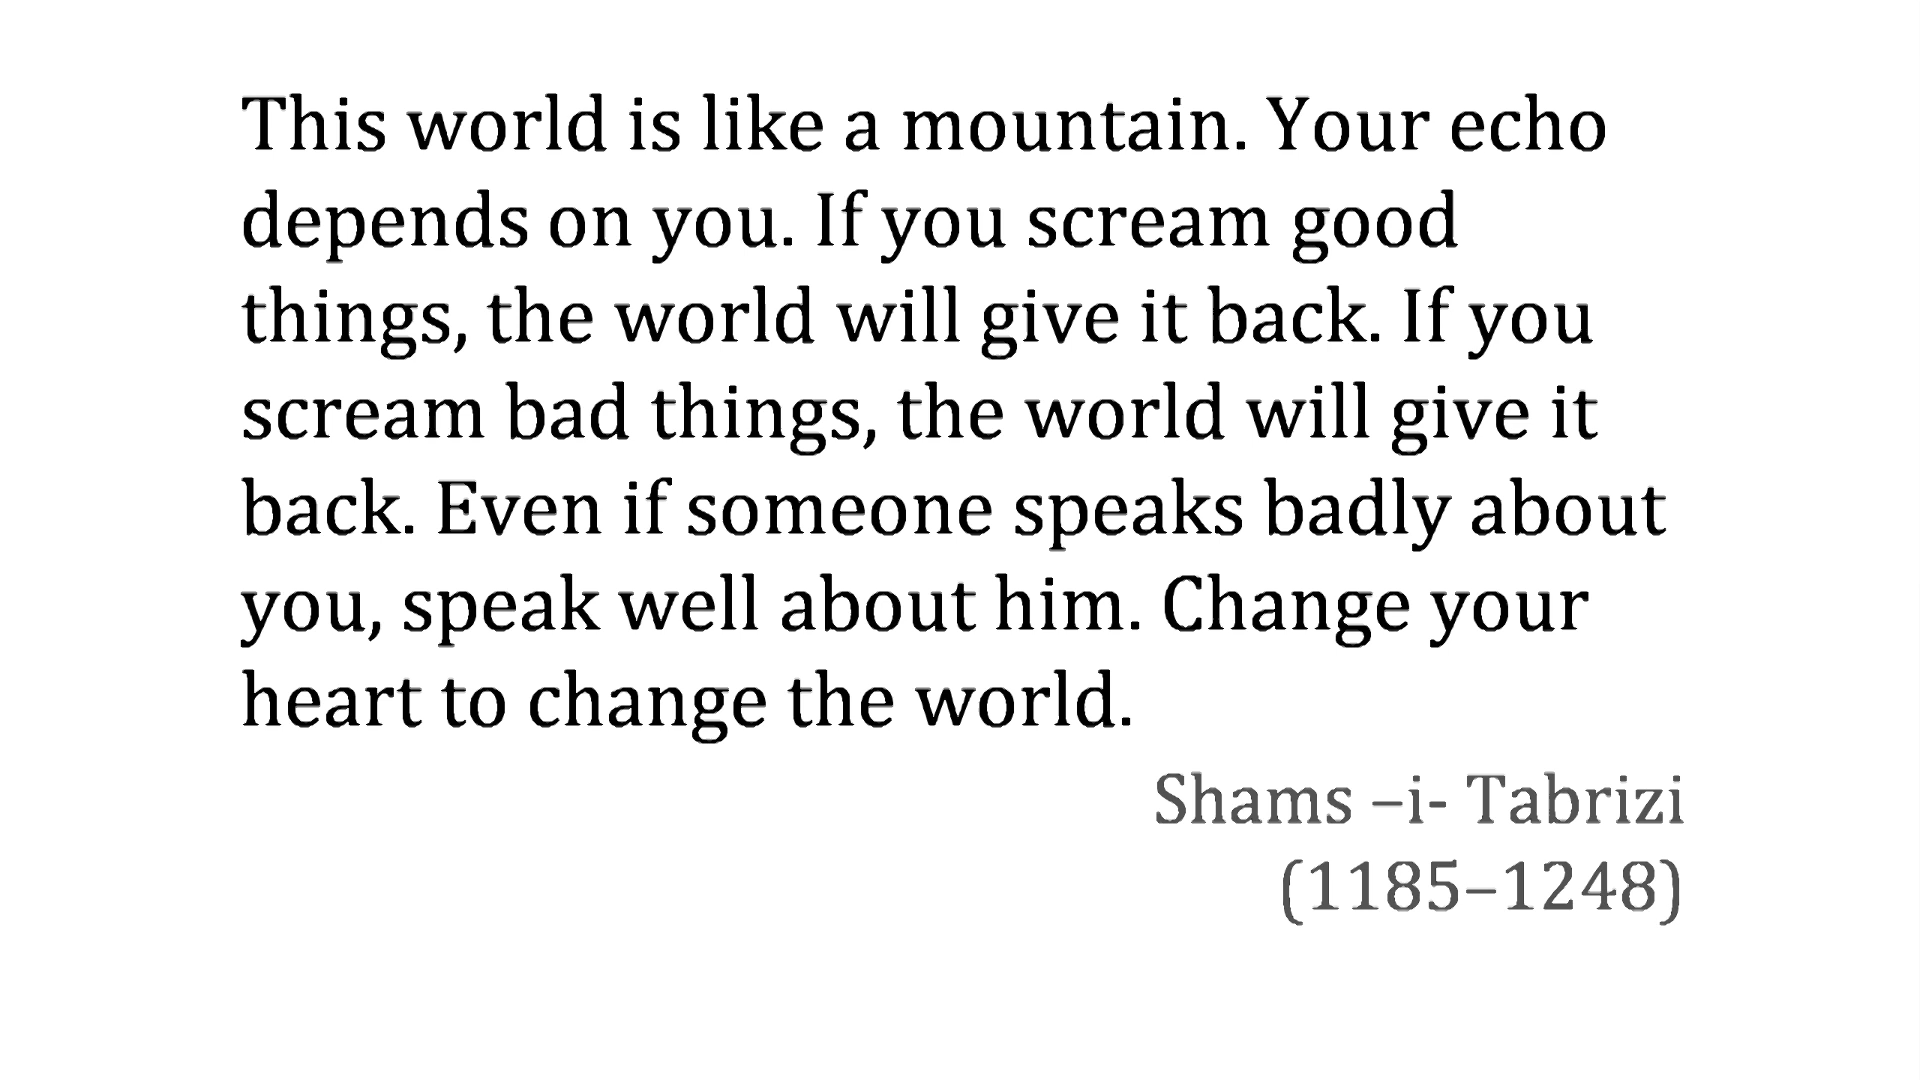 This world is like a mountain. Your echo
depends on you. If you scream good
things, the world will give it back. If you
scream bad things, the world will give it
back. Even if someone speaks badly about
you, speak well about him. Change your
heart to change the world.
Shams –i- Tabrizi
(1185–1248)